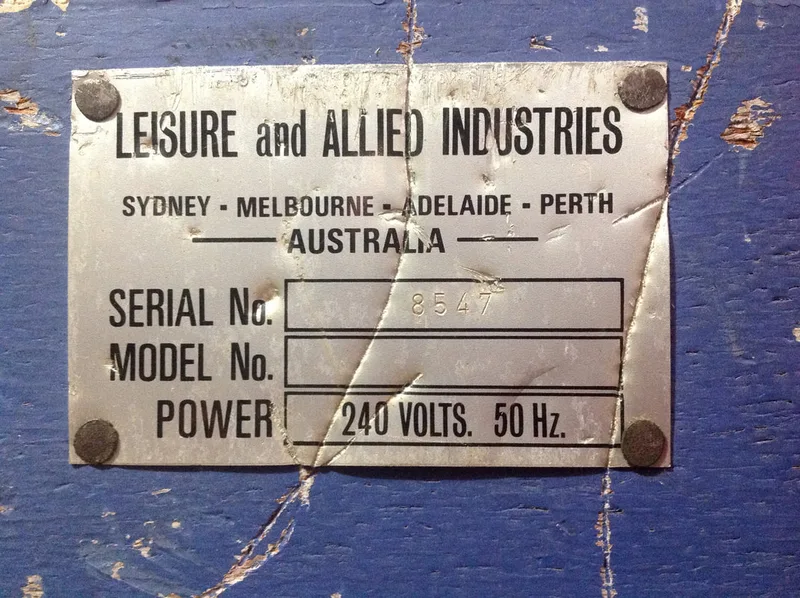 LEISURE and ALLIED INDUSTRIES
SYDNEY - MELBOURNE - ADELAIDE - PERTH
AUSTRALIA
SERIAL No. 8547
MODEL No.
POWER 240 VOLTS. 50 Hz.